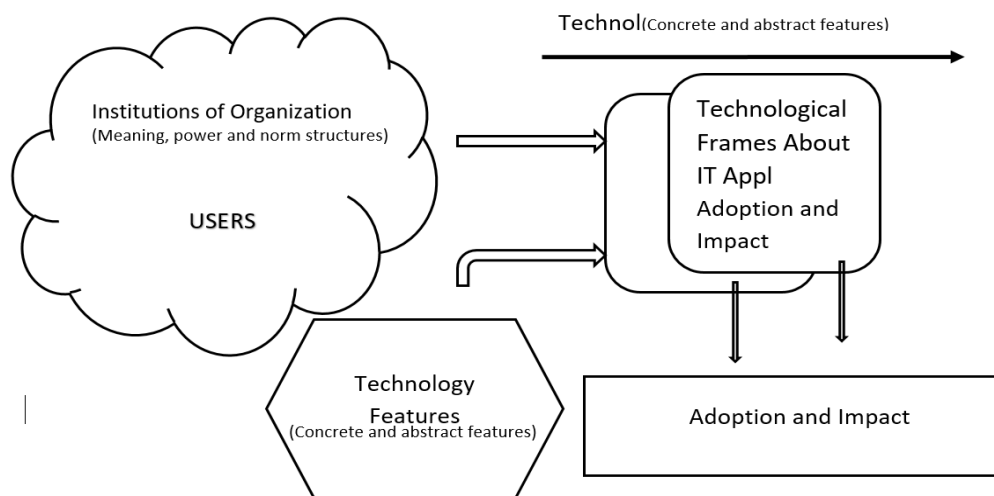 Technol(Concrete and abstract features)
Institutions of Organization
(Meaning, power and norm structures)
USERS
Technological
Frames About
IT Appl
Adoption and
Impact
Technology
Features
(Concrete and abstract features)
Adoption and Impact